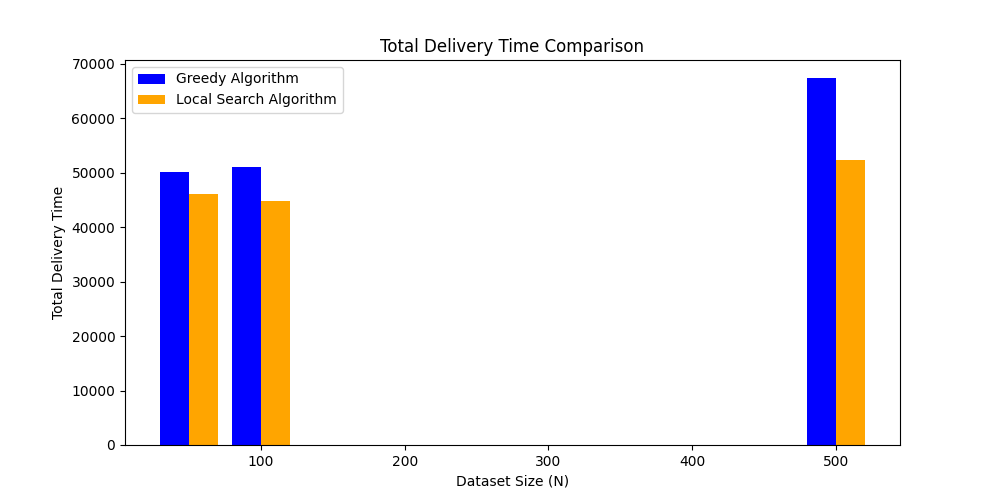 Total Delivery Time Comparison
Greedy Algorithm
Local Search Algorithm
Total Delivery Time
70000
60000
50000
40000
30000
20000
10000
0
100
200
300
400
500
Dataset Size (N)